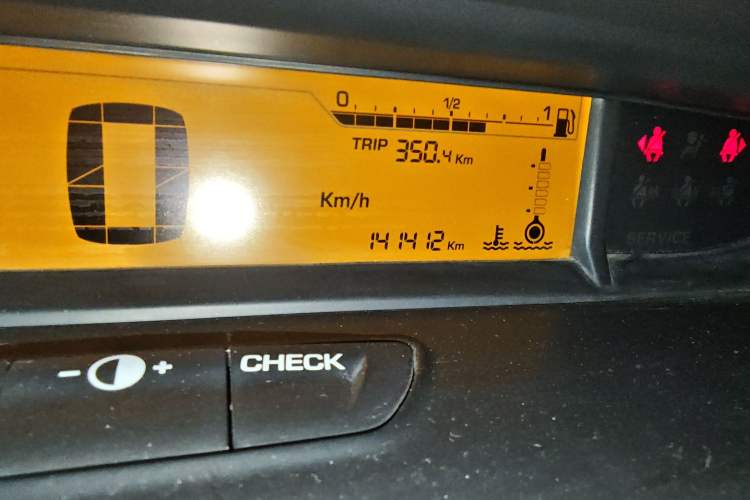 0 1/2 1
TRIP 350.4 Km
0
Km/h
141412 Km
SERVICE
- +
CHECK